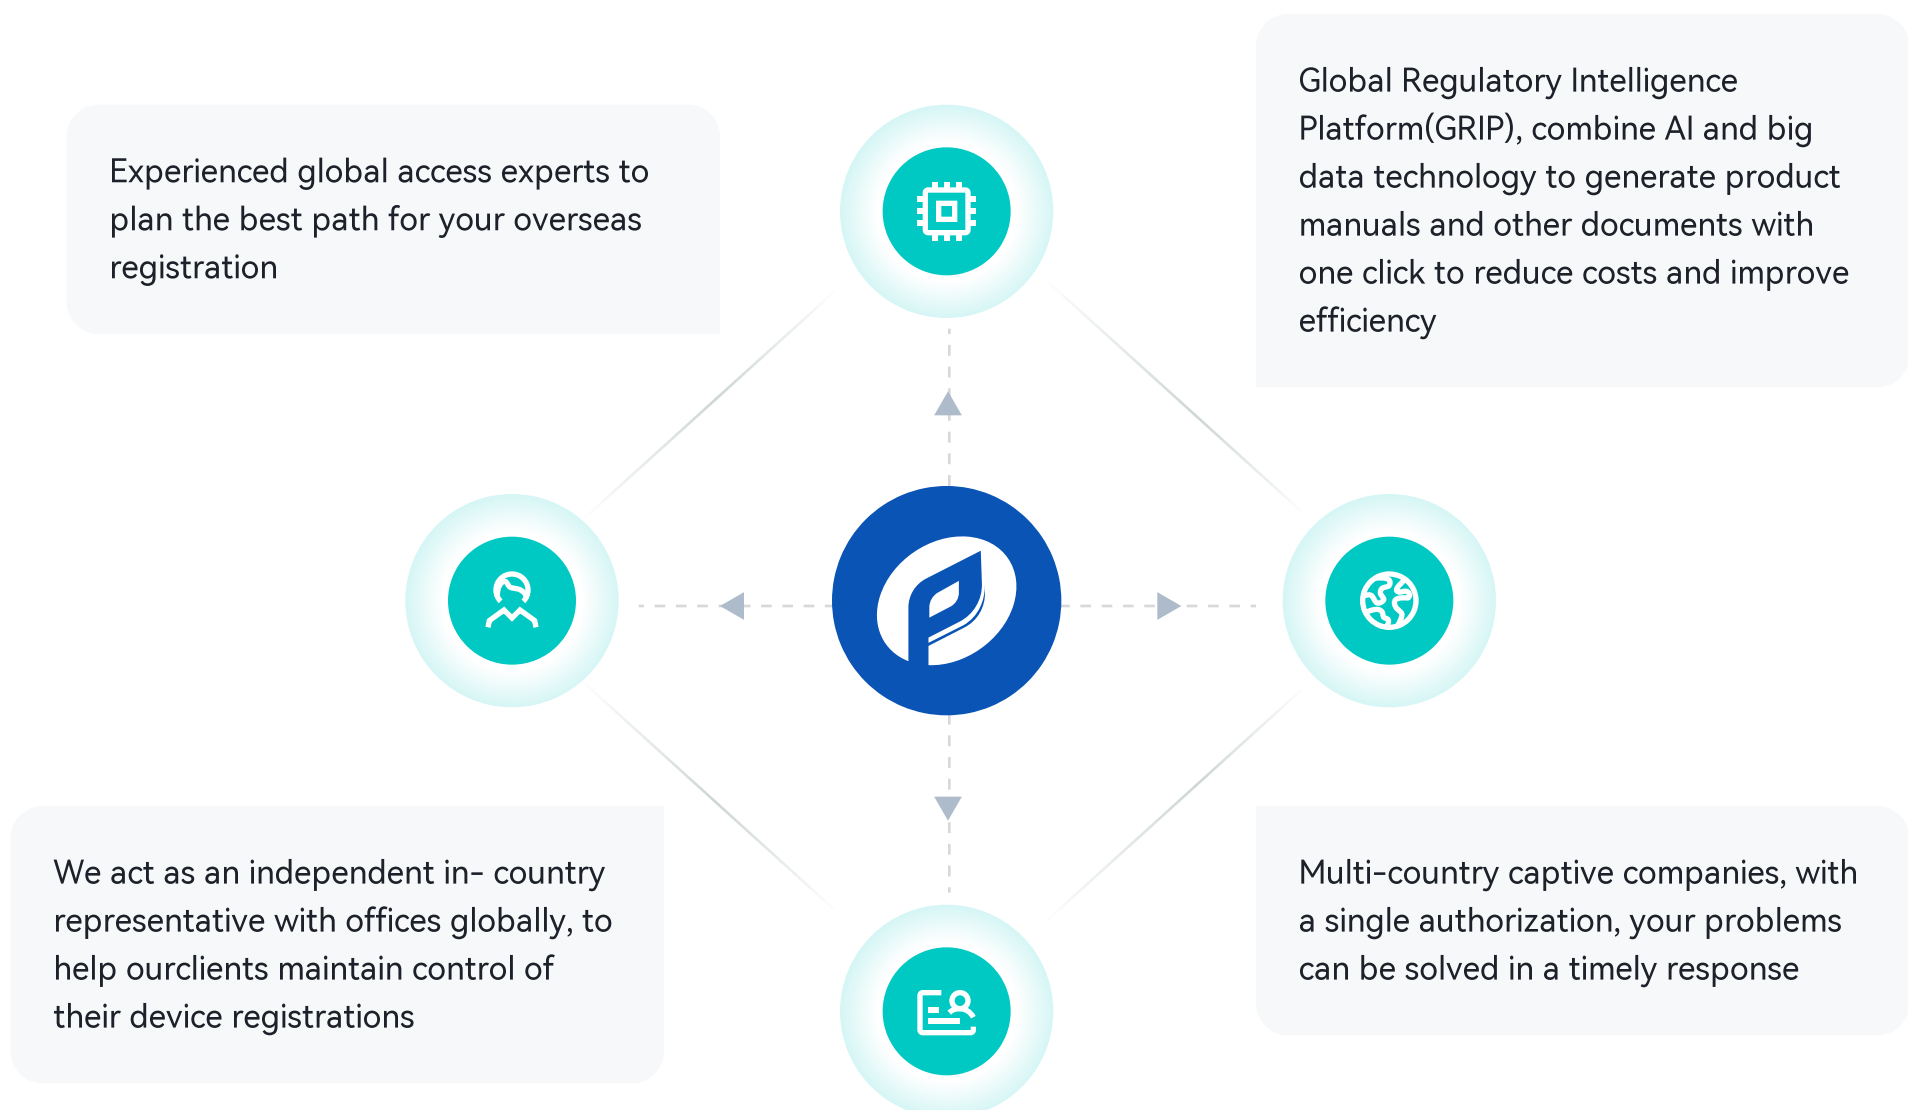 Experienced global access experts to
plan the best path for your overseas
registration
Global Regulatory Intelligence
Platform(GRIP), combine AI and big
data technology to generate product
manuals and other documents with
one click to reduce costs and improve
efficiency
We act as an independent in- country
representative with offices globally, to
help ourclients maintain control of
their device registrations
Multi-country captive companies, with
a single authorization, your problems
can be solved in a timely response